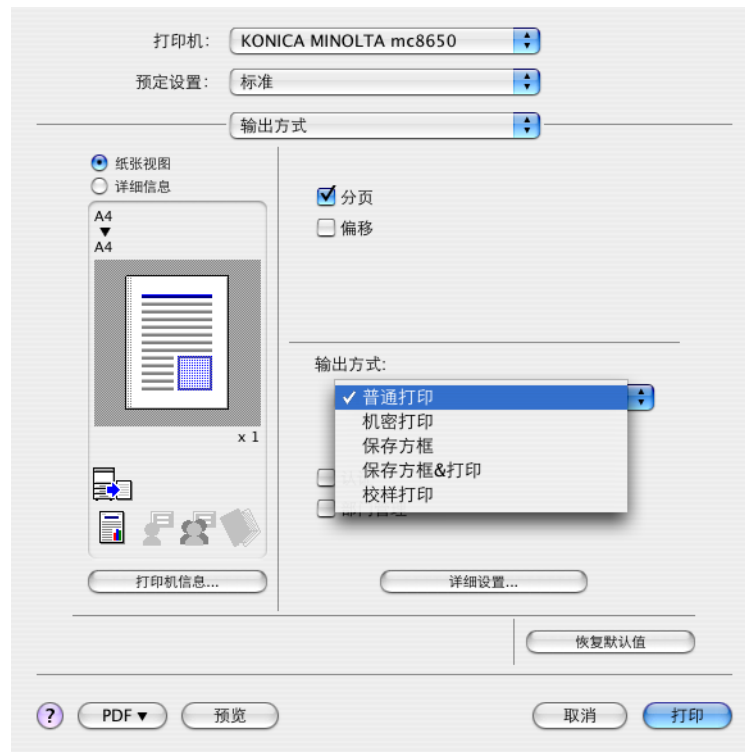 打印机: KONICA MINOLTA mc8650
预定设置: 标准
输出方式
纸张视图
详细信息
A4
A4
x 1
打印机信息...
分页
偏移
输出方式:
✓ 普通打印
机密打印
保存方框
保存方框&打印
校样打印
详细设置...
恢复默认值
? PDF▼ 预览 取消 打印